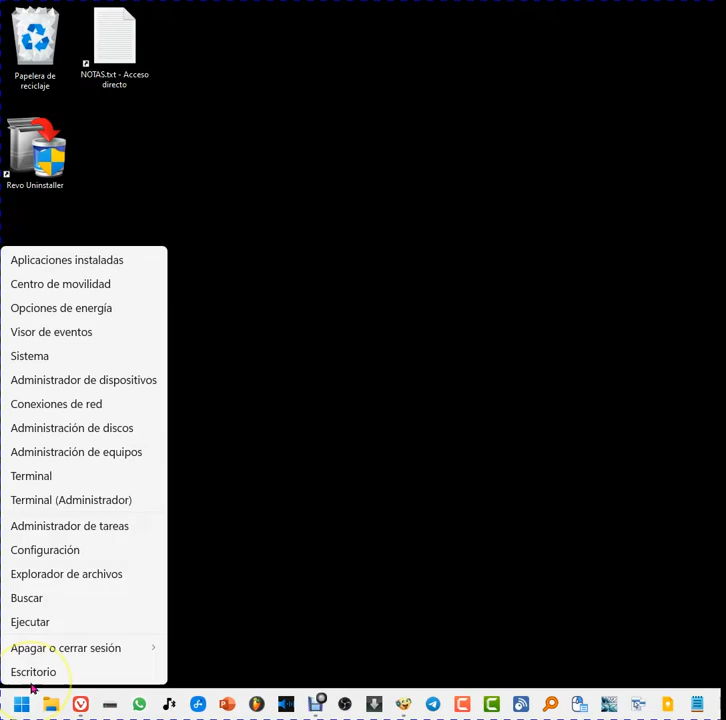 Papelera de
reciclaje
NOTAS.txt - Acceso
directo
Revo Uninstaller
Aplicaciones instaladas
Centro de movilidad
Opciones de energía
Visor de eventos
Sistema
Administrador de dispositivos
Conexiones de red
Administración de discos
Administración de equipos
Terminal
Terminal (Administrador)
Administrador de tareas
Configuración
Explorador de archivos
Buscar
Ejecutar
Apagar o cerrar sesión
Escritorio